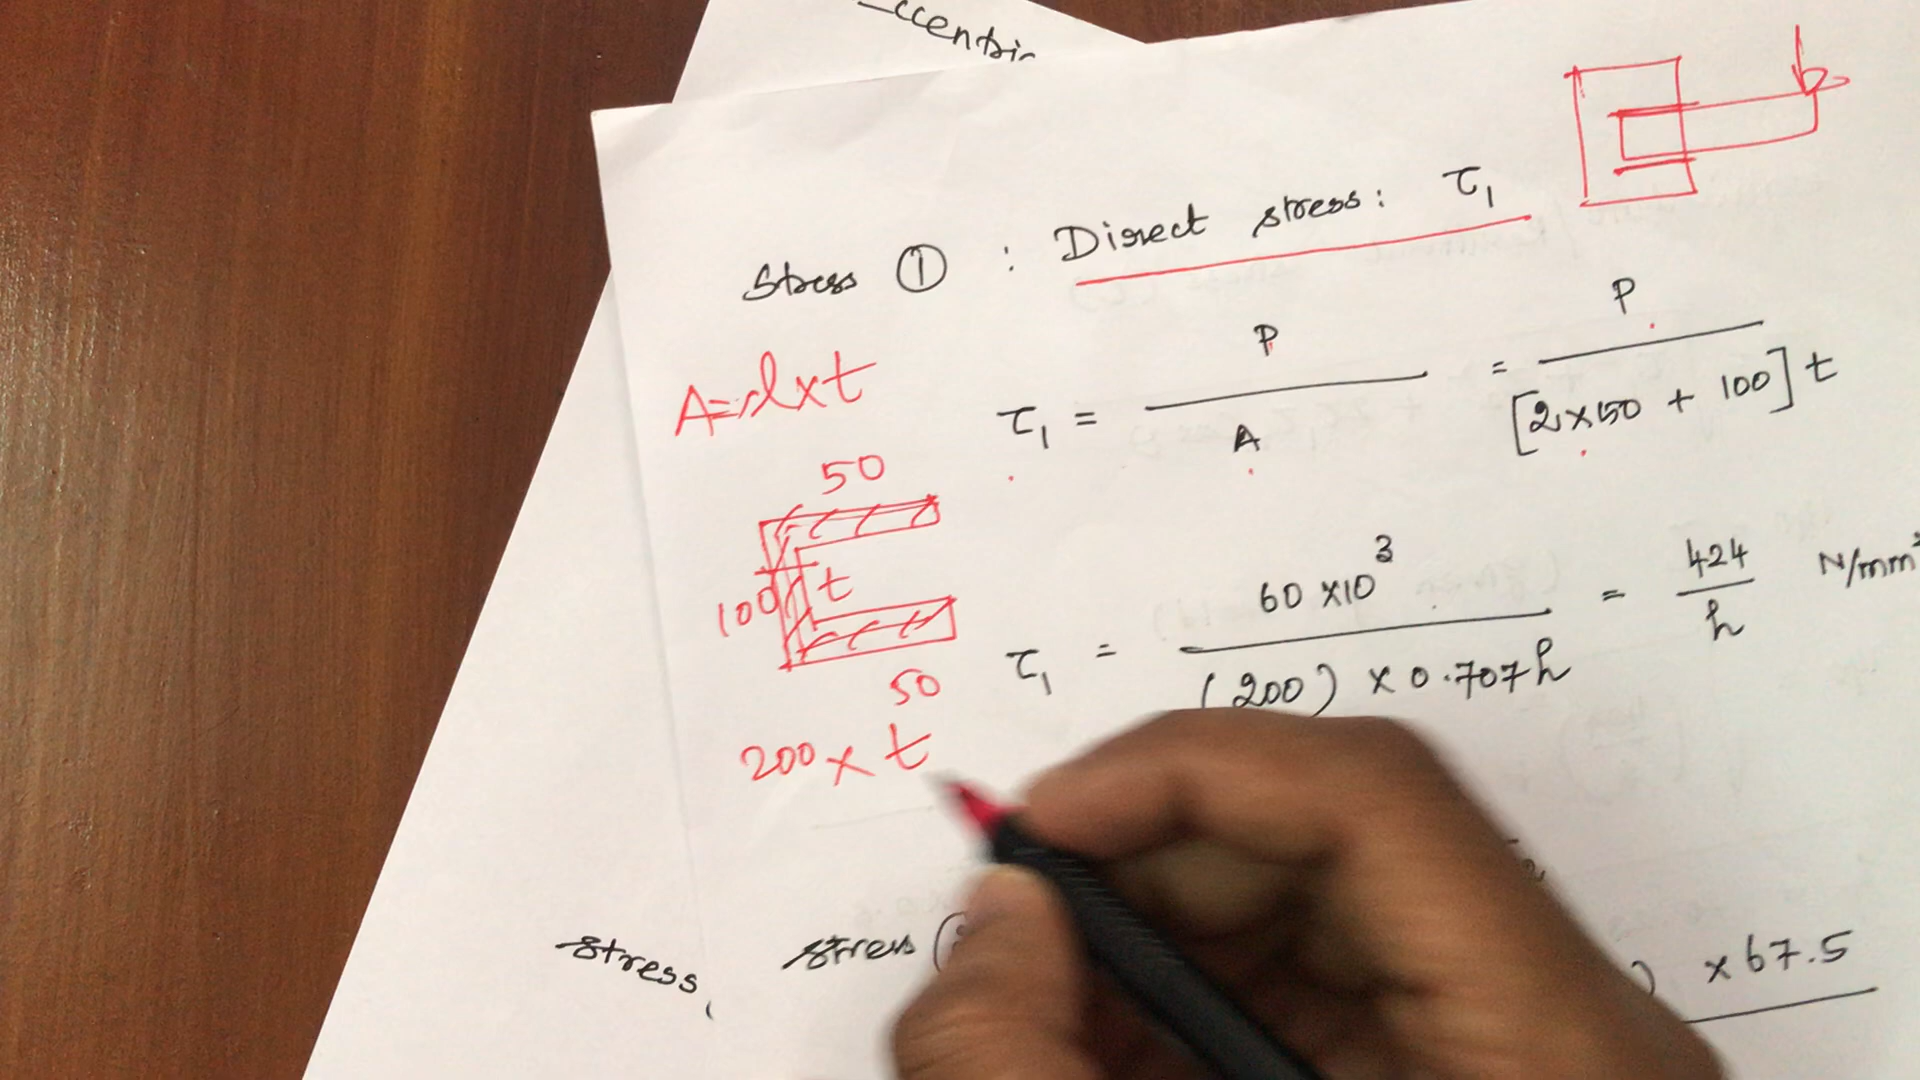 ccentric
Stress ① : Direct stress : τ₁
A = l x t
τ₁ = P / A = P / [2 x 50 + 100] t
50
100 t
50
τ₁ = 60 x 10³ / (200) x 0.707h = 424 / h N/mm²
200 x t
stress,
stress
) x 67.5